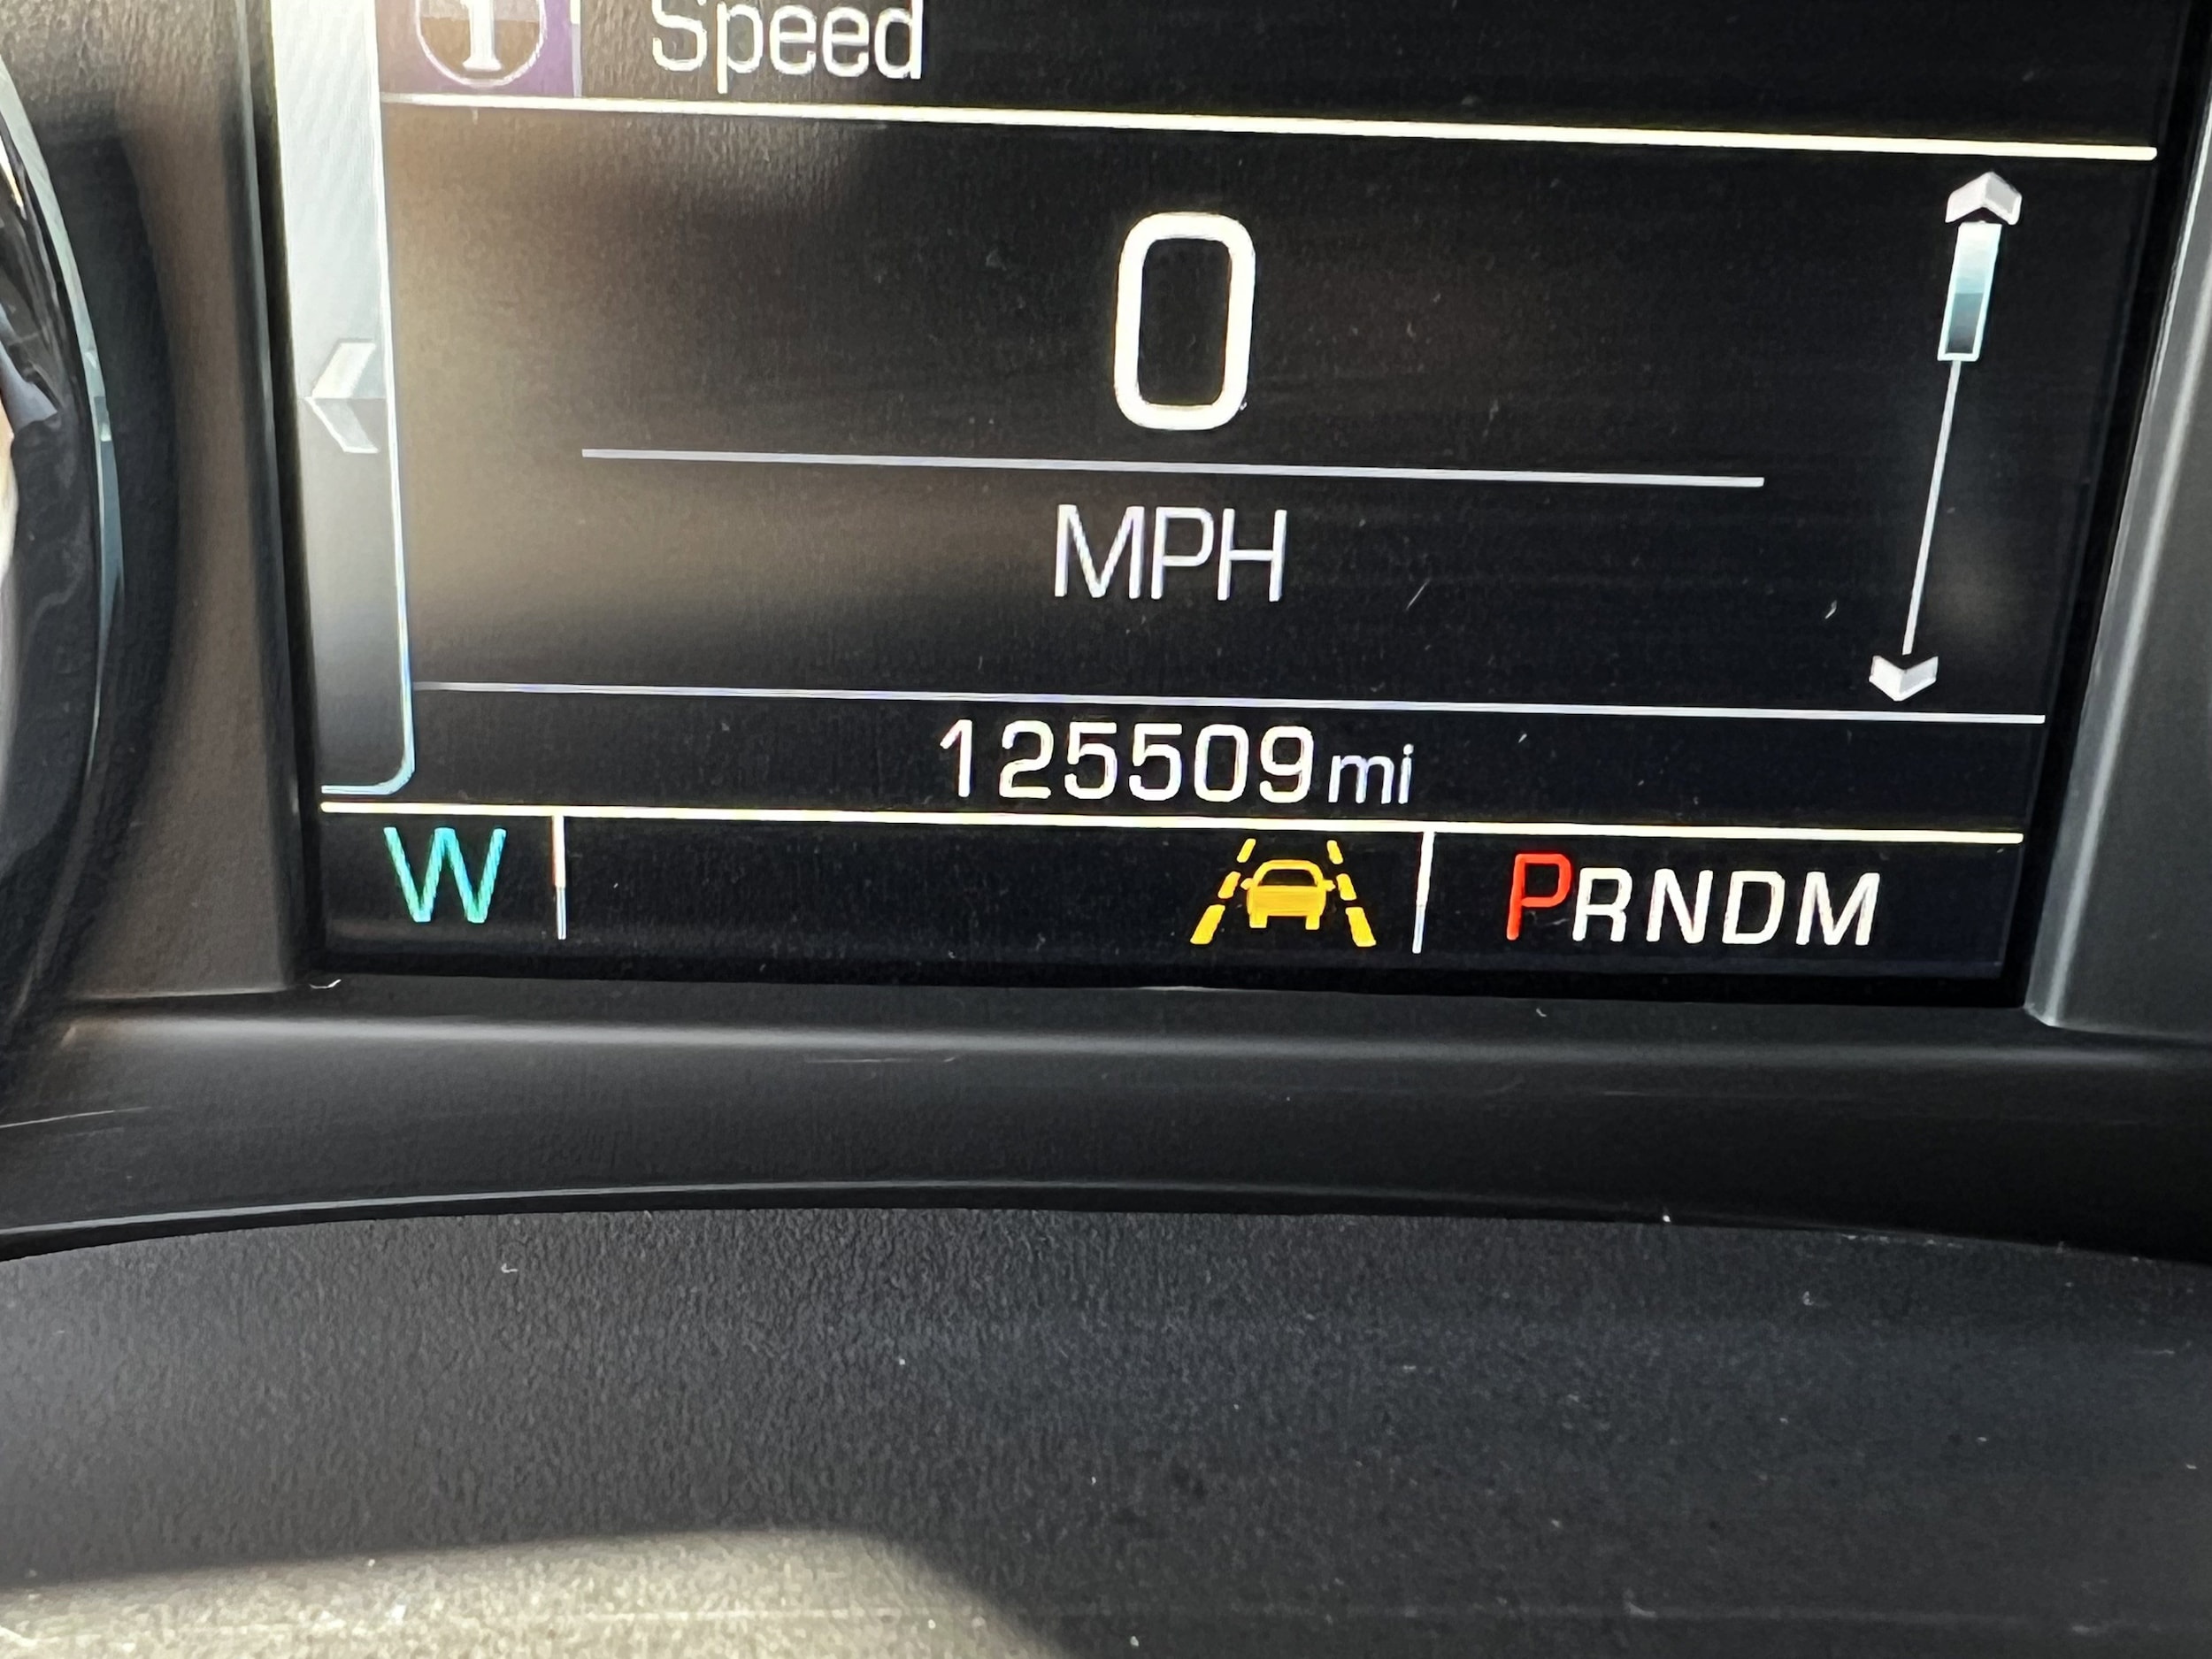 i
Speed
0
MPH
125509mi
W
PRNDM